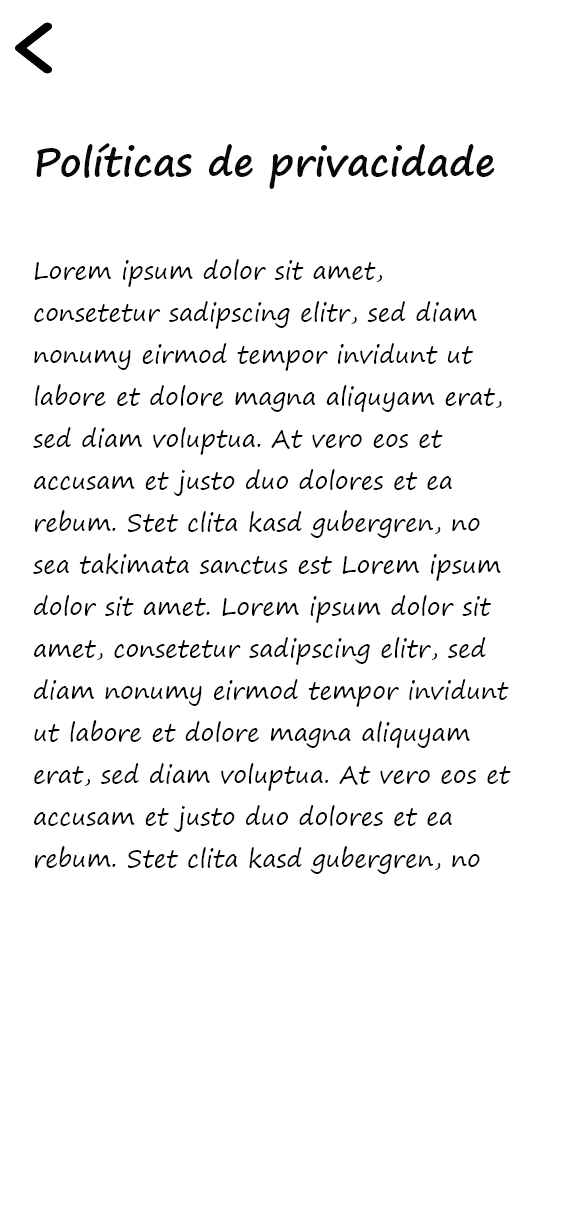 Políticas de privacidade
Lorem ipsum dolor sit amet,
consetetur sadipscing elitr, sed diam
nonumy eirmod tempor invidunt ut
labore et dolore magna aliquyam erat,
sed diam voluptua. At vero eos et
accusam et justo duo dolores et ea
rebum. Stet clita kasd gubergren, no
sea takimata sanctus est Lorem ipsum
dolor sit amet. Lorem ipsum dolor sit
amet, consetetur sadipscing elitr, sed
diam nonumy eirmod tempor invidunt
ut labore et dolore magna aliquyam
erat, sed diam voluptua. At vero eos et
accusam et justo duo dolores et ea
rebum. Stet clita kasd gubergren, no